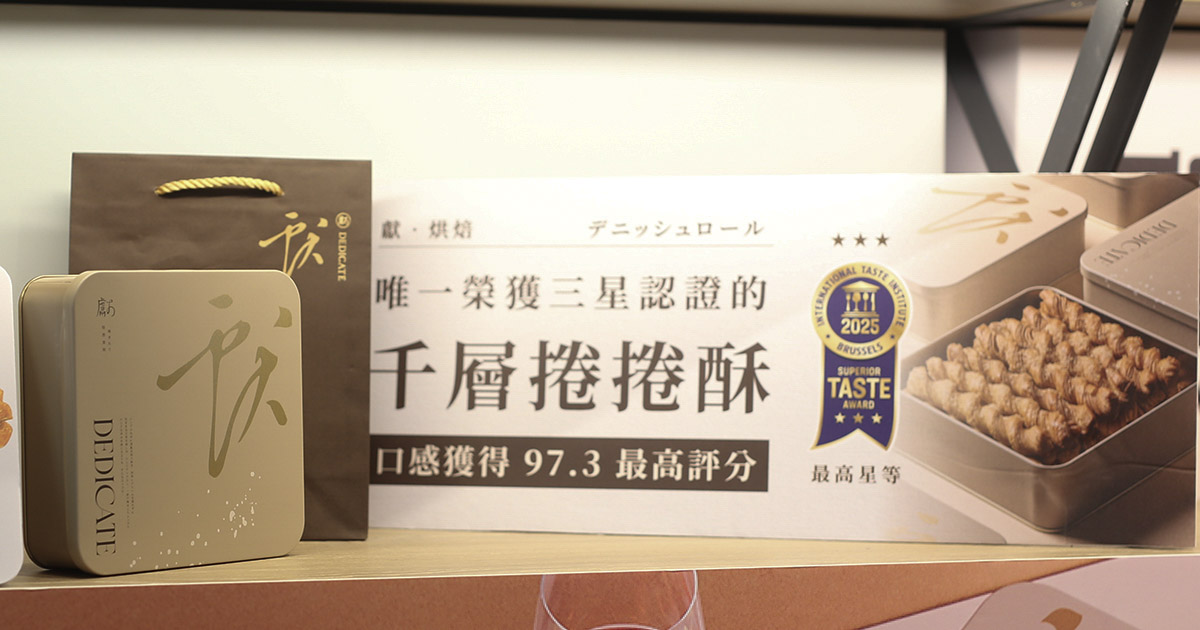 獻
DEDICATE
DEDICATE
獻・烘焙
デニッシュロール
唯一榮獲三星認證的
千層捲捲酥
口感獲得 97.3 最高評分
★★★
INTERNATIONAL TASTE INSTITUTE
2025
BRUSSELS
SUPERIOR
TASTE
AWARD
★★★
最高星等
DEDICATE